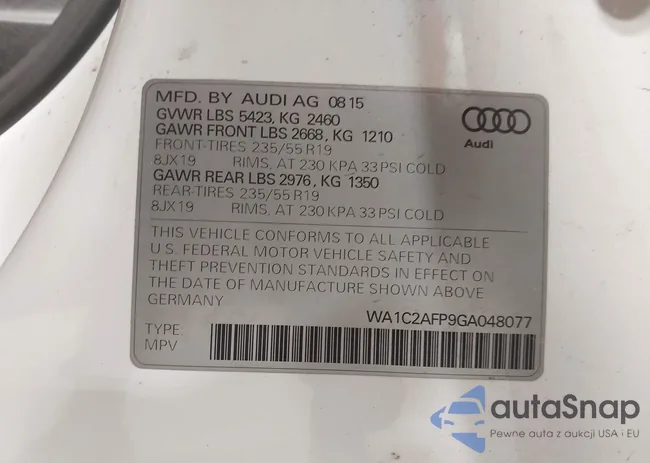 MFD. BY AUDI AG 08 15
GVWR LBS 5423, KG 2460
GAWR FRONT LBS 2668, KG 1210
FRONT-TIRES 235/55 R19
8JX19 RIMS, AT 230 KPA 33 PSI COLD
GAWR REAR LBS 2976, KG 1350
REAR-TIRES 235/55 R19
8JX19 RIMS, AT 230 KPA 33 PSI COLD
Audi
THIS VEHICLE CONFORMS TO ALL APPLICABLE
U.S. FEDERAL MOTOR VEHICLE SAFETY AND
THEFT PREVENTION STANDARDS IN EFFECT ON
THE DATE OF MANUFACTURE SHOWN ABOVE
GERMANY
WA1C2AFP9GA048077
TYPE:
MPV
autaSnap
Pewne auta z aukcji USA i EU